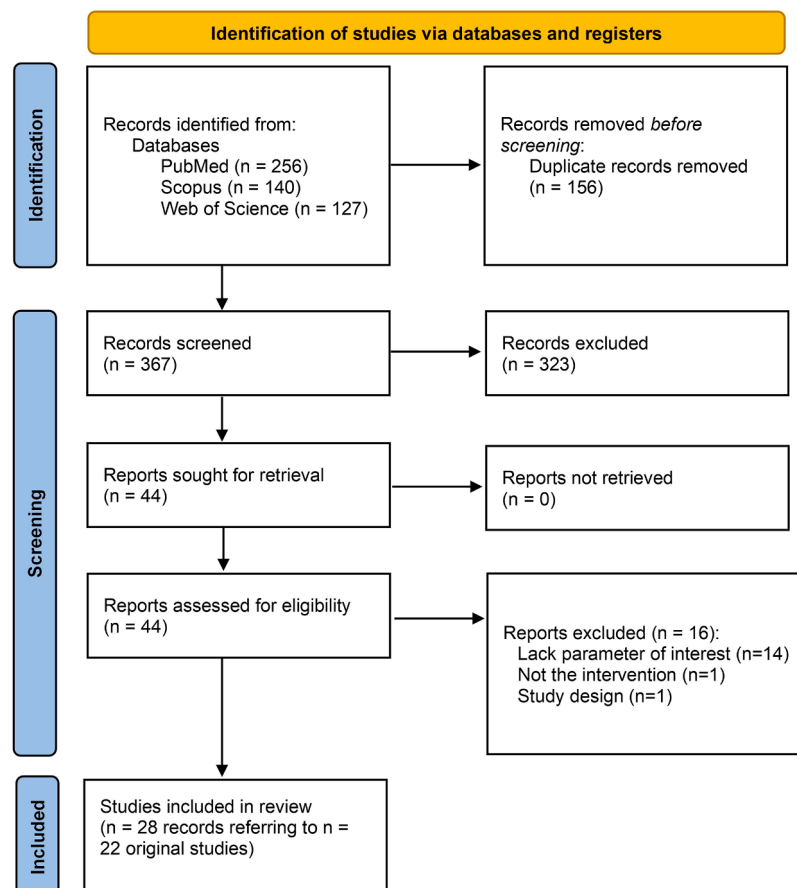 Identification of studies via databases and registers
Identification
Records identified from:
Databases
PubMed (n = 256)
Scopus (n = 140)
Web of Science (n = 127)
Records removed before
screening:
Duplicate records removed
(n = 156)
Screening
Records screened
(n = 367)
Records excluded
(n = 323)
Reports sought for retrieval
(n = 44)
Reports not retrieved
(n = 0)
Reports assessed for eligibility
(n = 44)
Reports excluded (n = 16):
Lack parameter of interest (n=14)
Not the intervention (n=1)
Study design (n=1)
Included
Studies included in review
(n = 28 records referring to n =
22 original studies)